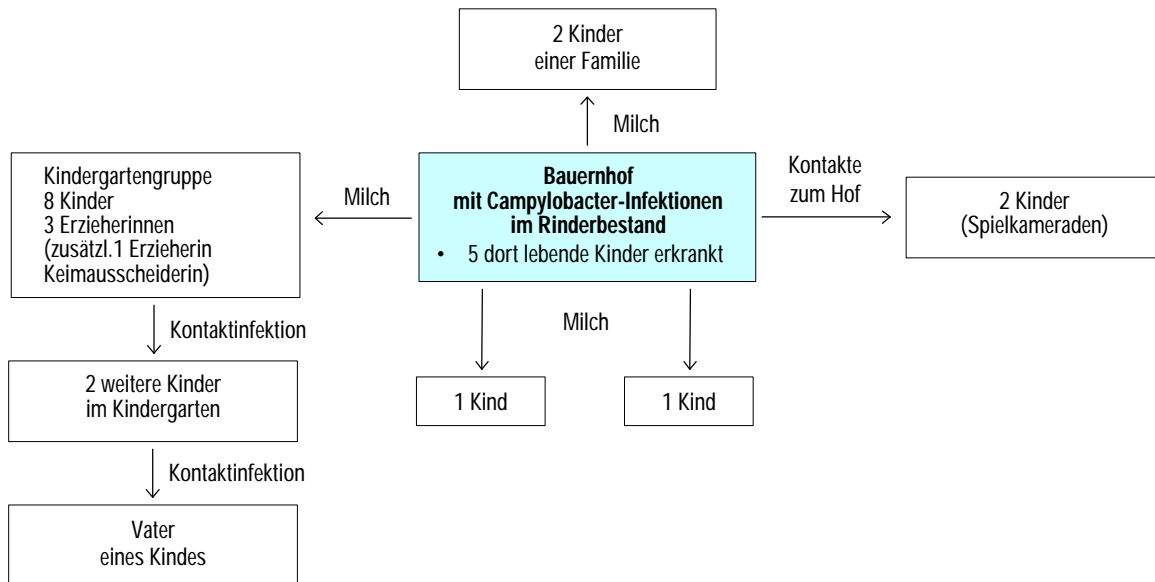 2 Kinder
einer Familie
Milch
Kindergartengruppe
8 Kinder
3 Erzieherinnen
(zusätzl.1 Erzieherin
Keimausscheiderin)
Milch
Bauernhof
mit Campylobacter-Infektionen
im Rinderbestand
• 5 dort lebende Kinder erkrankt
Kontakte
zum Hof
2 Kinder
(Spielkameraden)
Kontaktinfektion
Milch
2 weitere Kinder
im Kindergarten
1 Kind
1 Kind
Kontaktinfektion
Vater
eines Kindes